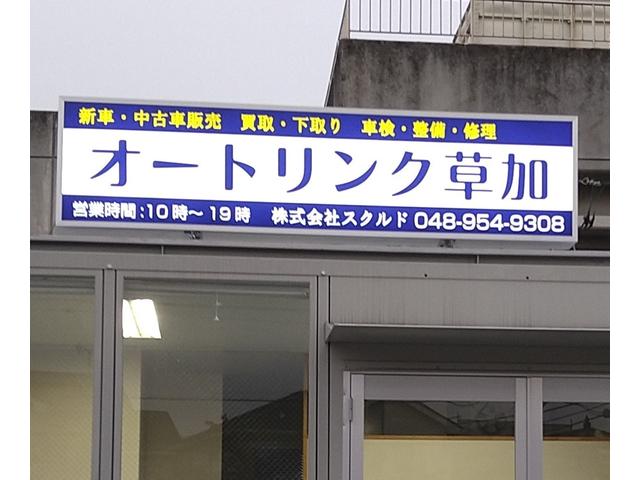 新車・中古車販売　買取・下取り　車検・整備・修理
オートリンク草加
営業時間：10時～19時　株式会社スクルド 048-954-9308